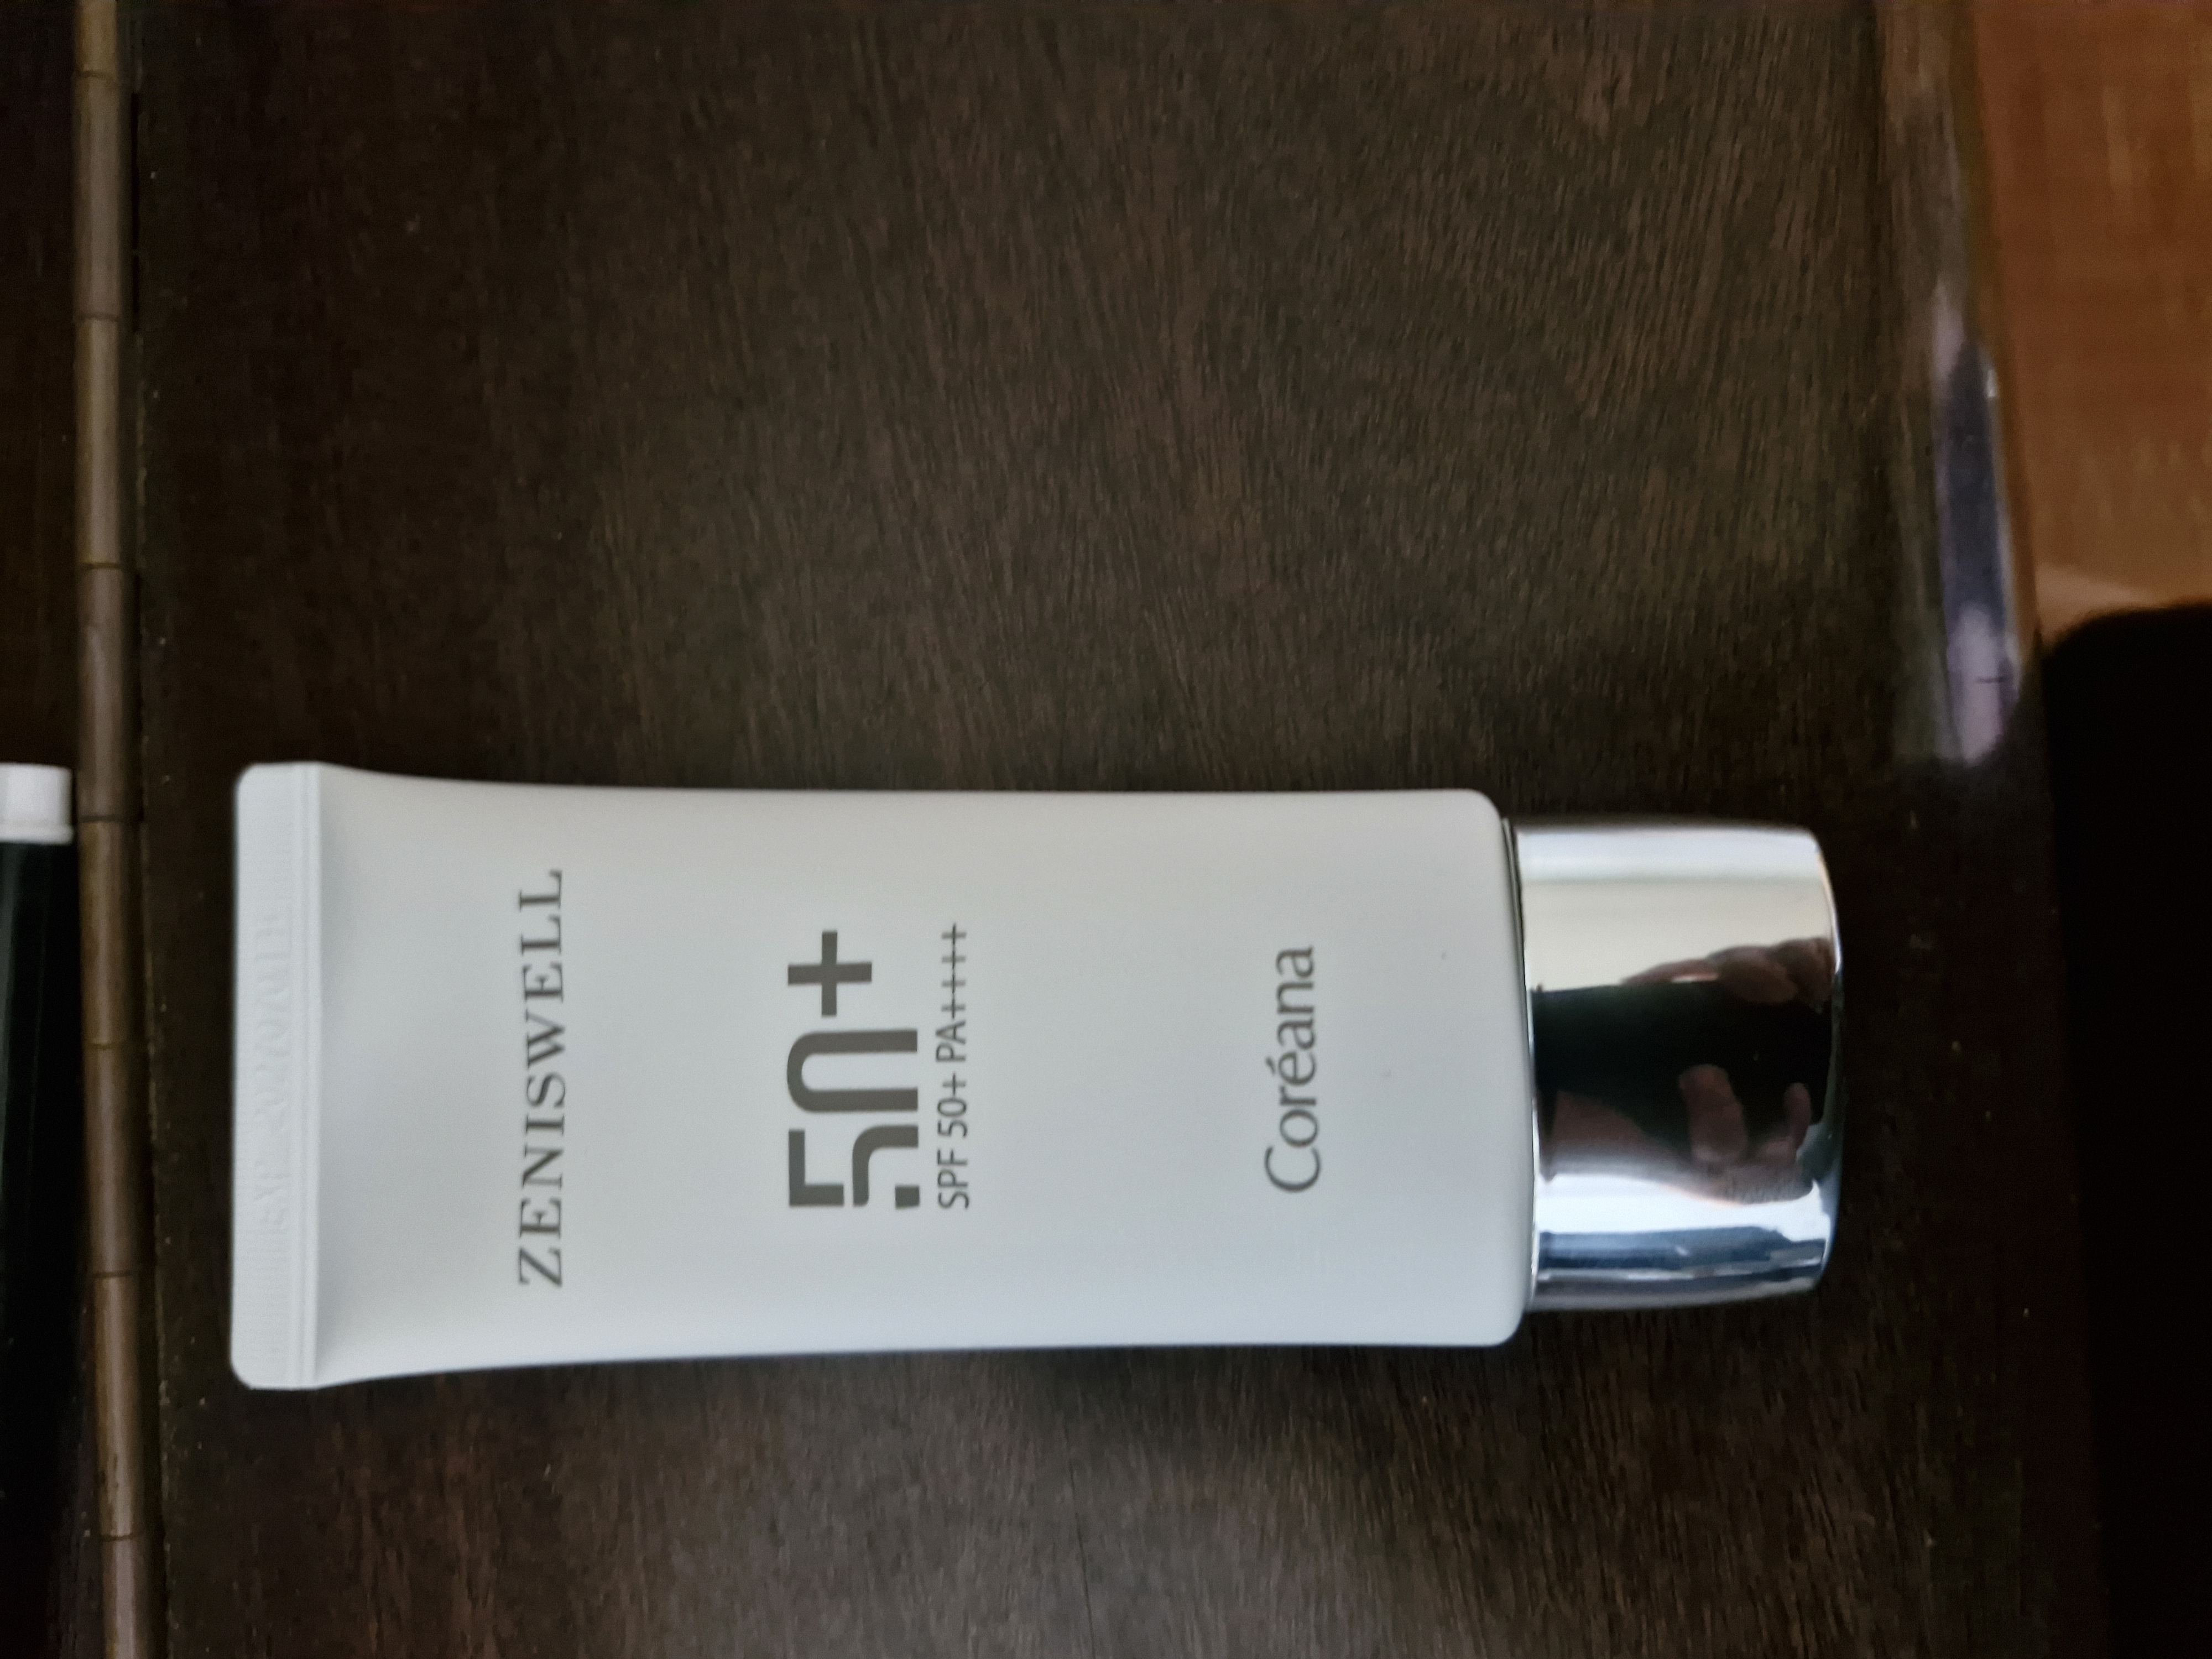 ZENISWELL
50+
SPF 50+ PA++++
Coréana